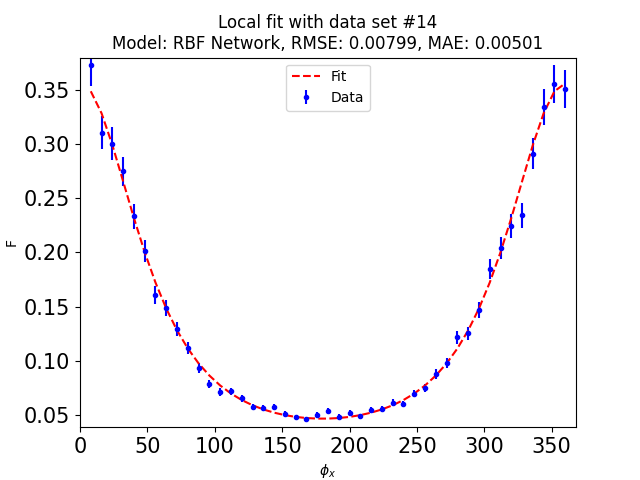 Local fit with data set #14
Model: RBF Network, RMSE: 0.00799, MAE: 0.00501
Fit
Data
0.35
0.30
0.25
0.20
0.15
0.10
0.05
F
0 50 100 150 200 250 300 350
ϕx